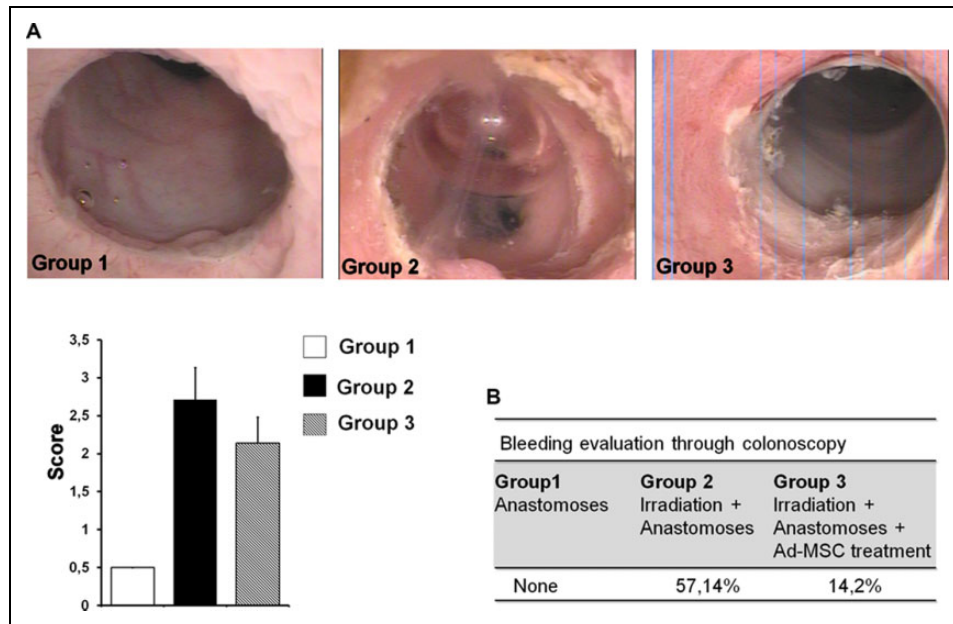 A
Group 1
Group 2
Group 3
3,5
3
2,5
2
1,5
1
0,5
0
Score
Group 1
Group 2
Group 3
B
Bleeding evaluation through colonoscopy
Group1 Group 2 Group 3
Anastomoses Irradiation + Irradiation +
Anastomoses Anastomoses +
Ad-MSC treatment
None 57,14% 14,2%